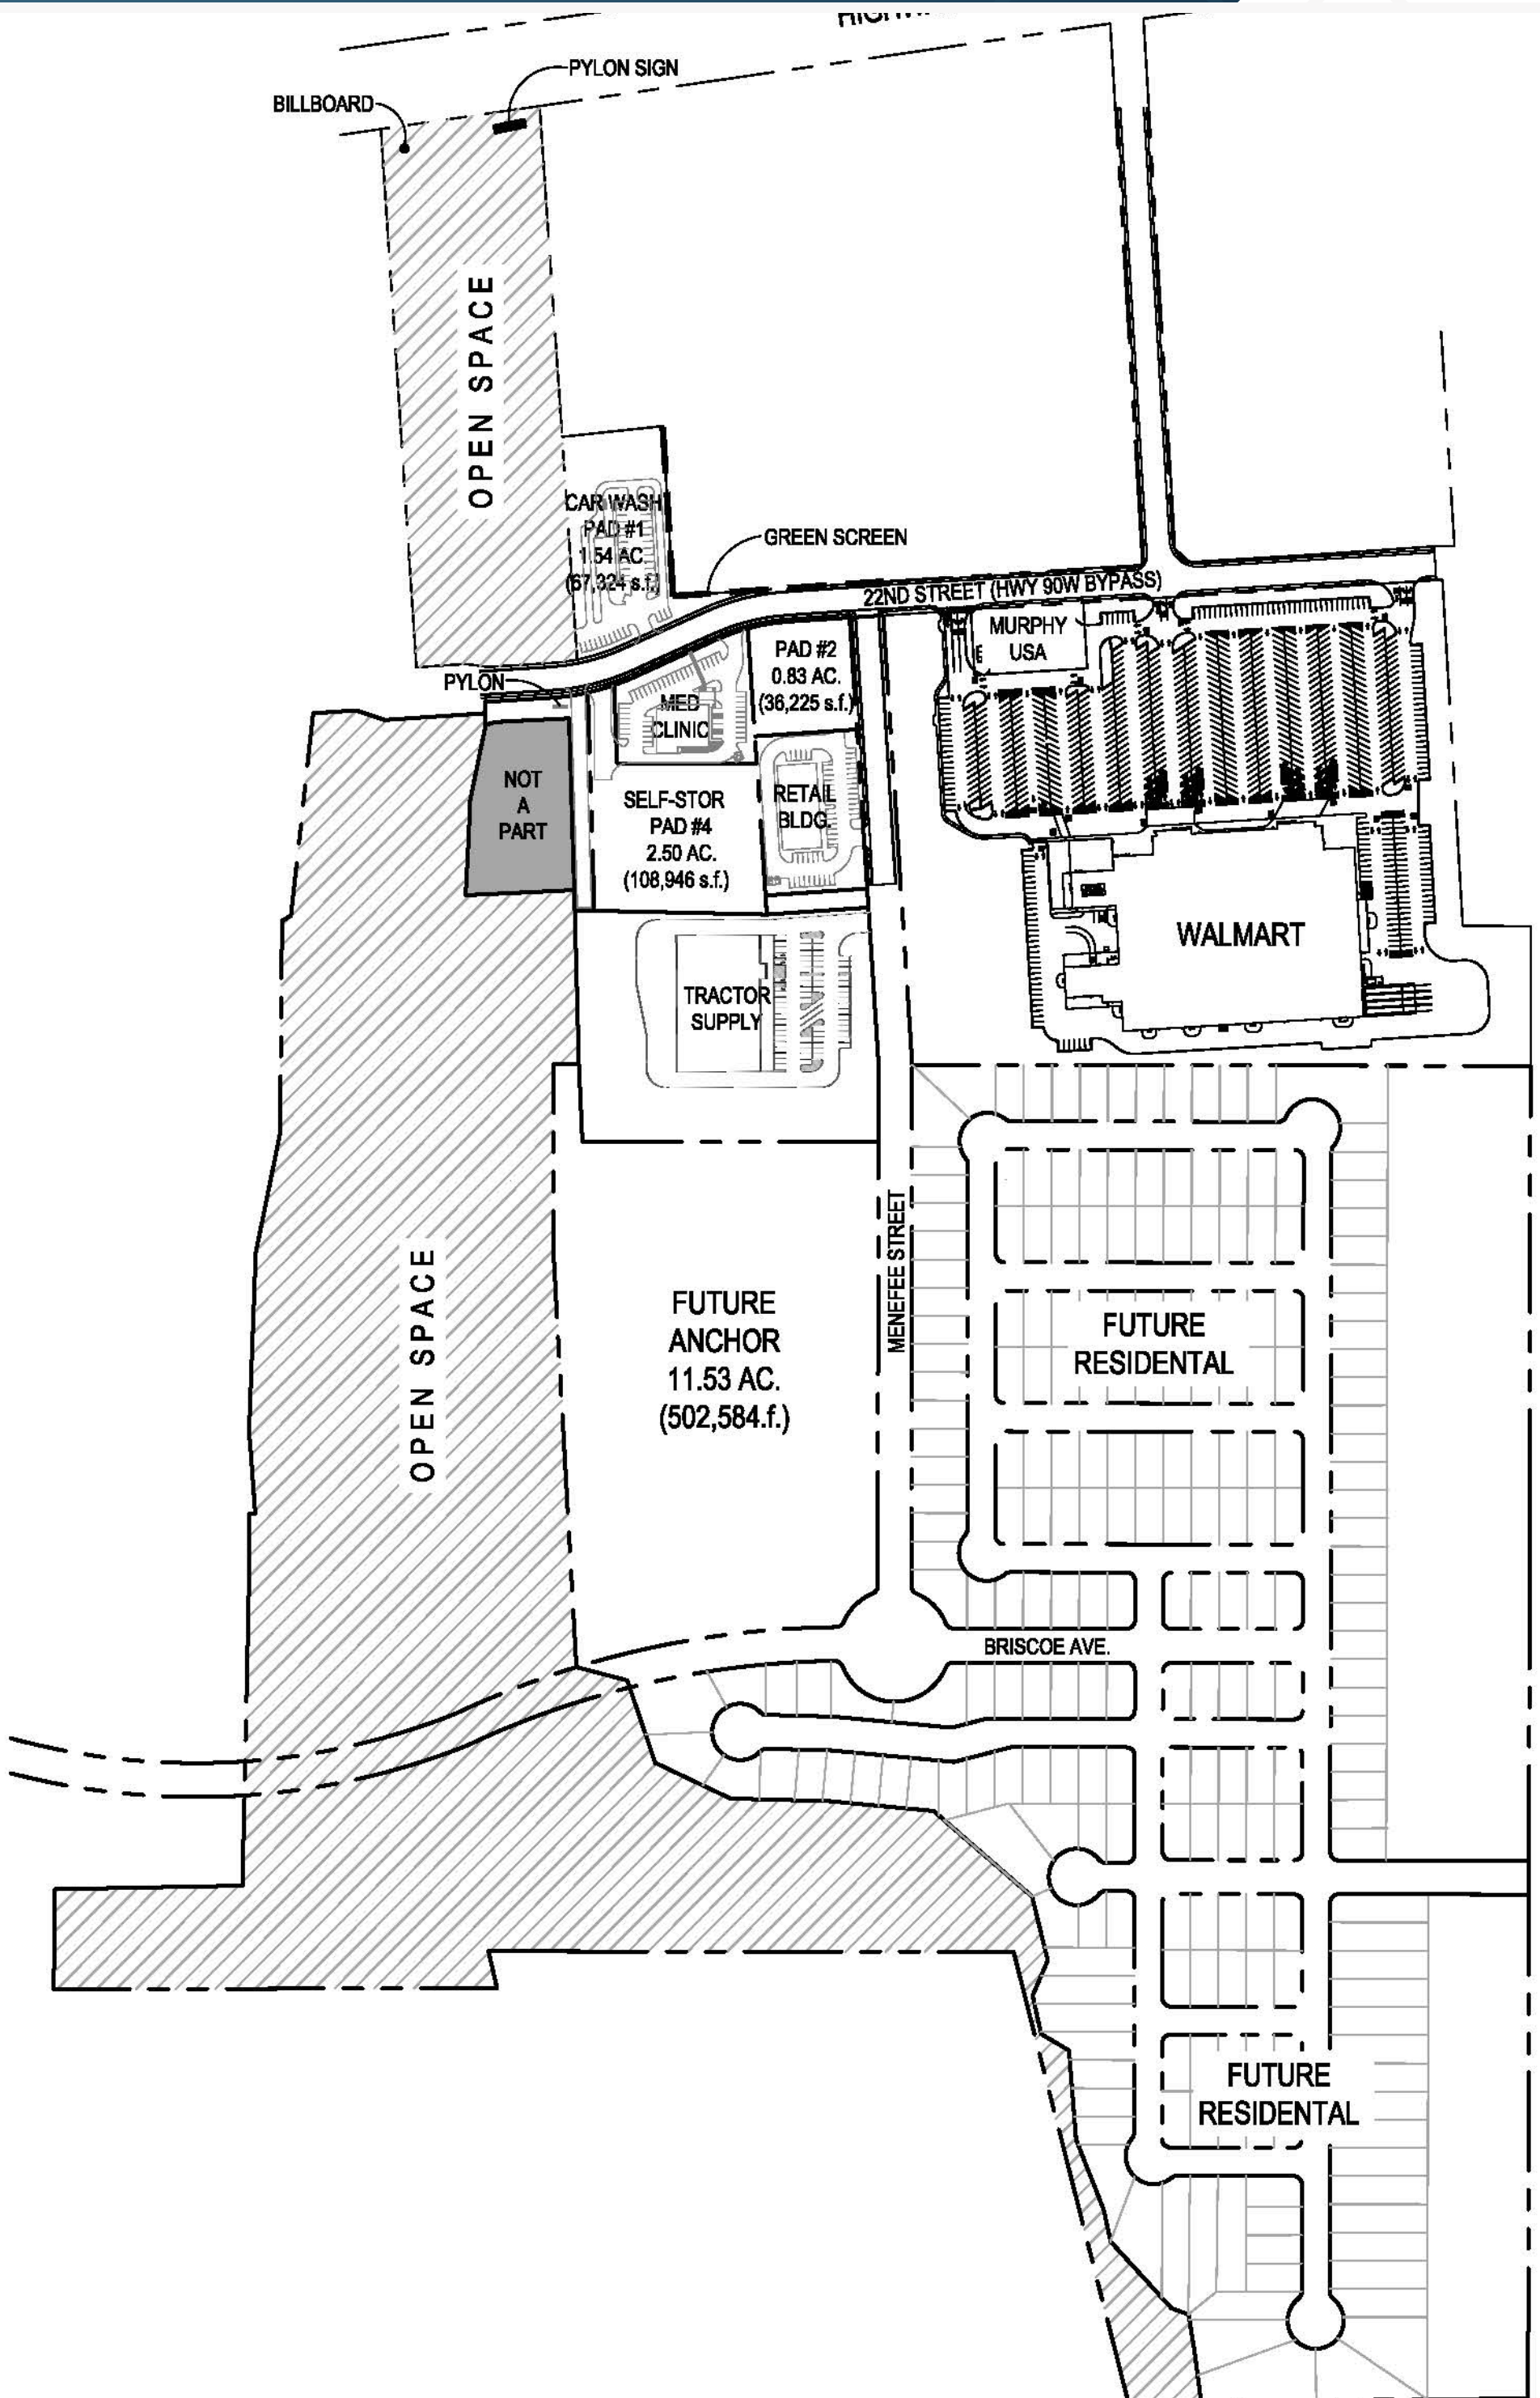 PYLON SIGN
BILLBOARD
OPEN SPACE
CAR WASH
PAD #1
1.54 AC.
(67,324 s.f.)
GREEN SCREEN
22ND STREET (HWY 90W BYPASS)
MURPHY
USA
PAD #2
0.83 AC.
(36,225 s.f.)
PYLON
MED
CLINIC
NOT
A
PART
SELF-STOR
PAD #4
2.50 AC.
(108,946 s.f.)
RETAIL
BLDG.
WALMART
TRACTOR
SUPPLY
MENEFEE STREET
OPEN SPACE
FUTURE
ANCHOR
11.53 AC.
(502,584.f.)
FUTURE
RESIDENTAL
BRISCOE AVE.
FUTURE
RESIDENTAL